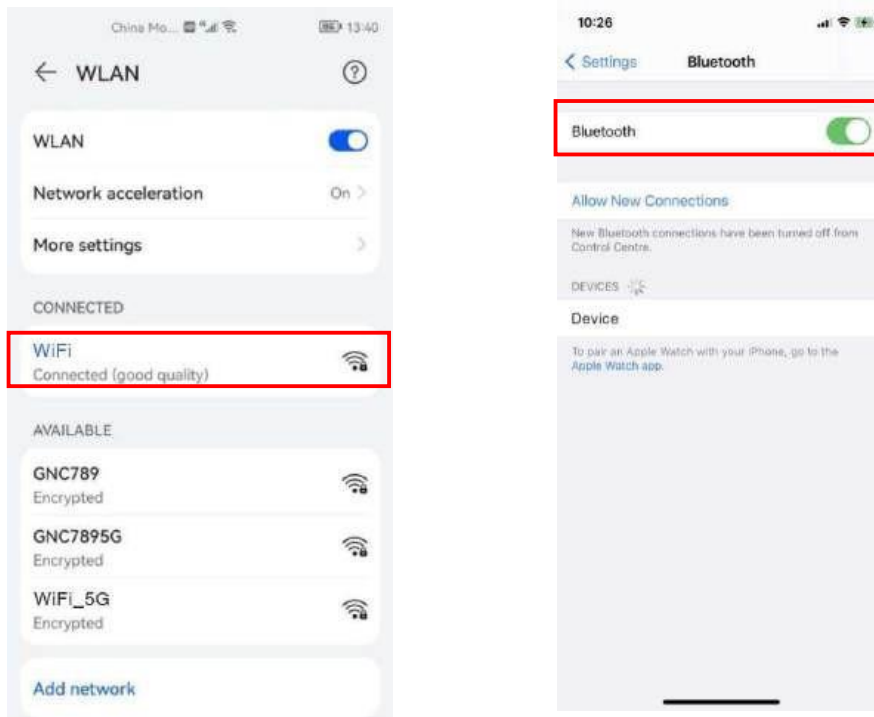 China Mo...
13:40
WLAN
WLAN
Network acceleration On
More settings
CONNECTED
WiFi
Connected (good quality)
AVAILABLE
GNC789
Encrypted
GNC7895G
Encrypted
WiFi_5G
Encrypted
Add network
10:26
Settings Bluetooth
Bluetooth
Allow New Connections
New Bluetooth connections have been turned off from
Control Centre.
DEVICES
Device
To pair an Apple Watch with your iPhone, go to the
Apple Watch app.